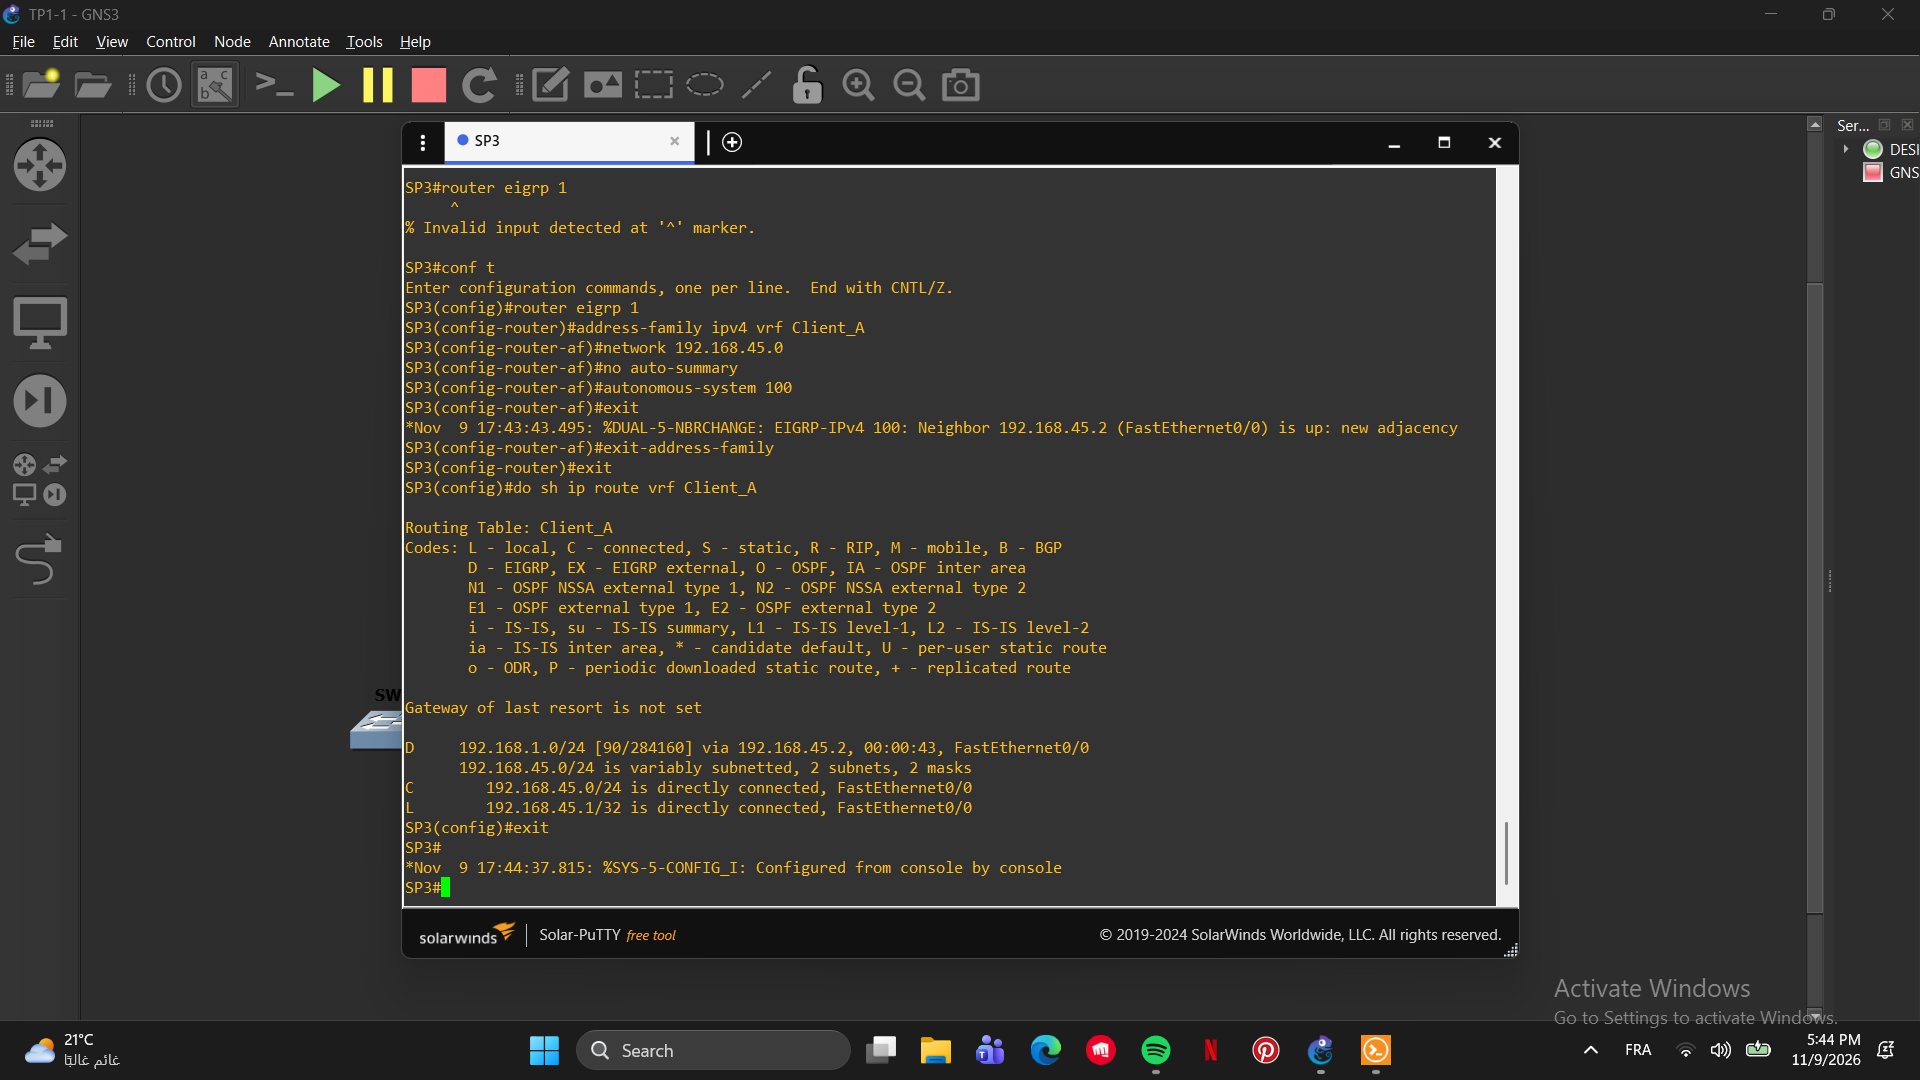 TP1-1 - GNS3
File Edit View Control Node Annotate Tools Help
Ser...
DESH
GNS
SP3
SW
SP3#router eigrp 1
^
% Invalid input detected at '^' marker.
SP3#conf t
Enter configuration commands, one per line.  End with CNTL/Z.
SP3(config)#router eigrp 1
SP3(config-router)#address-family ipv4 vrf Client_A
SP3(config-router-af)#network 192.168.45.0
SP3(config-router-af)#no auto-summary
SP3(config-router-af)#autonomous-system 100
SP3(config-router-af)#exit
*Nov  9 17:43:43.495: %DUAL-5-NBRCHANGE: EIGRP-IPv4 100: Neighbor 192.168.45.2 (FastEthernet0/0) is up: new adjacency
SP3(config-router-af)#exit-address-family
SP3(config-router)#exit
SP3(config)#do sh ip route vrf Client_A
Routing Table: Client_A
Codes: L - local, C - connected, S - static, R - RIP, M - mobile, B - BGP
D - EIGRP, EX - EIGRP external, O - OSPF, IA - OSPF inter area
N1 - OSPF NSSA external type 1, N2 - OSPF NSSA external type 2
E1 - OSPF external type 1, E2 - OSPF external type 2
i - IS-IS, su - IS-IS summary, L1 - IS-IS level-1, L2 - IS-IS level-2
ia - IS-IS inter area, * - candidate default, U - per-user static route
o - ODR, P - periodic downloaded static route, + - replicated route
Gateway of last resort is not set
D     192.168.1.0/24 [90/284160] via 192.168.45.2, 00:00:43, FastEthernet0/0
192.168.45.0/24 is variably subnetted, 2 subnets, 2 masks
C        192.168.45.0/24 is directly connected, FastEthernet0/0
L        192.168.45.1/32 is directly connected, FastEthernet0/0
SP3(config)#exit
SP3#
*Nov  9 17:44:37.815: %SYS-5-CONFIG_I: Configured from console by console
SP3#
solarwinds
Solar-PuTTY free tool
© 2019-2024 SolarWinds Worldwide, LLC. All rights reserved.
Activate Windows
Go to Settings to activate Windows.
21°C
غائم غالبًا
Search
FRA
5:44 PM
11/9/2026